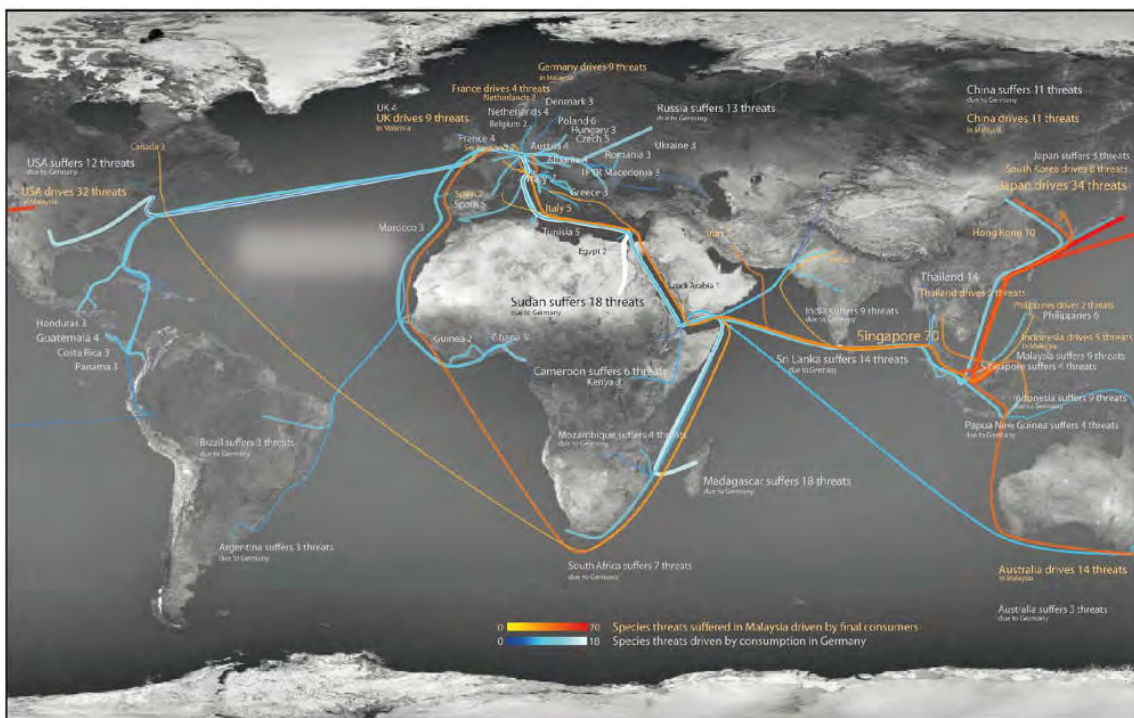 Germany drives 9 threats
in Malaysia
France drives 4 threats
Netherlands 3
UK 4
UK drives 9 threats
in Malaysia
Denmark 3
Netherlands 4
Belgium 2
Poland 6
Hungary 3
Czech 5
Russia suffers 13 threats
due to Germany
China suffers 11 threats
due to Germany
China drives 11 threats
in Malaysia
Canada 3
France 4
Austria 4
Romania 3
Ukraine 3
USA suffers 12 threats
due to Germany
USA drives 32 threats
in Malaysia
Japan suffers 3 threats
South Korea drives 8 threats
Japan drives 34 threats
in Malaysia
TFYR Macedonia 3
Greece 3
Spain 2
Spain 6
Italy 5
Morocco 3
Tunisia 5
Hong Kong 10
Egypt 2
Iran
Saudi Arabia 1
Thailand 14
Thailand drives 2 threats
Sudan suffers 18 threats
due to Germany
India suffers 9 threats
due to Germany
Philippines drives 2 threats
Philippines 6
Honduras 3
Guatemala 4
Costa Rica 3
Panama 3
Guinea 2
Ghana 5
Singapore 70
Indonesia drives 5 threats
in Malaysia
Malaysia suffers 9 threats
Singapore suffers 4 threats
Sri Lanka suffers 14 threats
due to Germany
Cameroon suffers 6 threats
Kenya 3
Indonesia suffers 9 threats
due to Germany
Papua New Guinea suffers 4 threats
due to Germany
Brazil suffers 3 threats
due to Germany
Mozambique suffers 4 threats
due to Germany
Madagascar suffers 18 threats
due to Germany
Argentina suffers 3 threats
due to Germany
South Africa suffers 7 threats
due to Germany
Australia drives 14 threats
in Malaysia
Australia suffers 3 threats
due to Germany
0 70 Species threats suffered in Malaysia driven by final consumers
0 18 Species threats driven by consumption in Germany